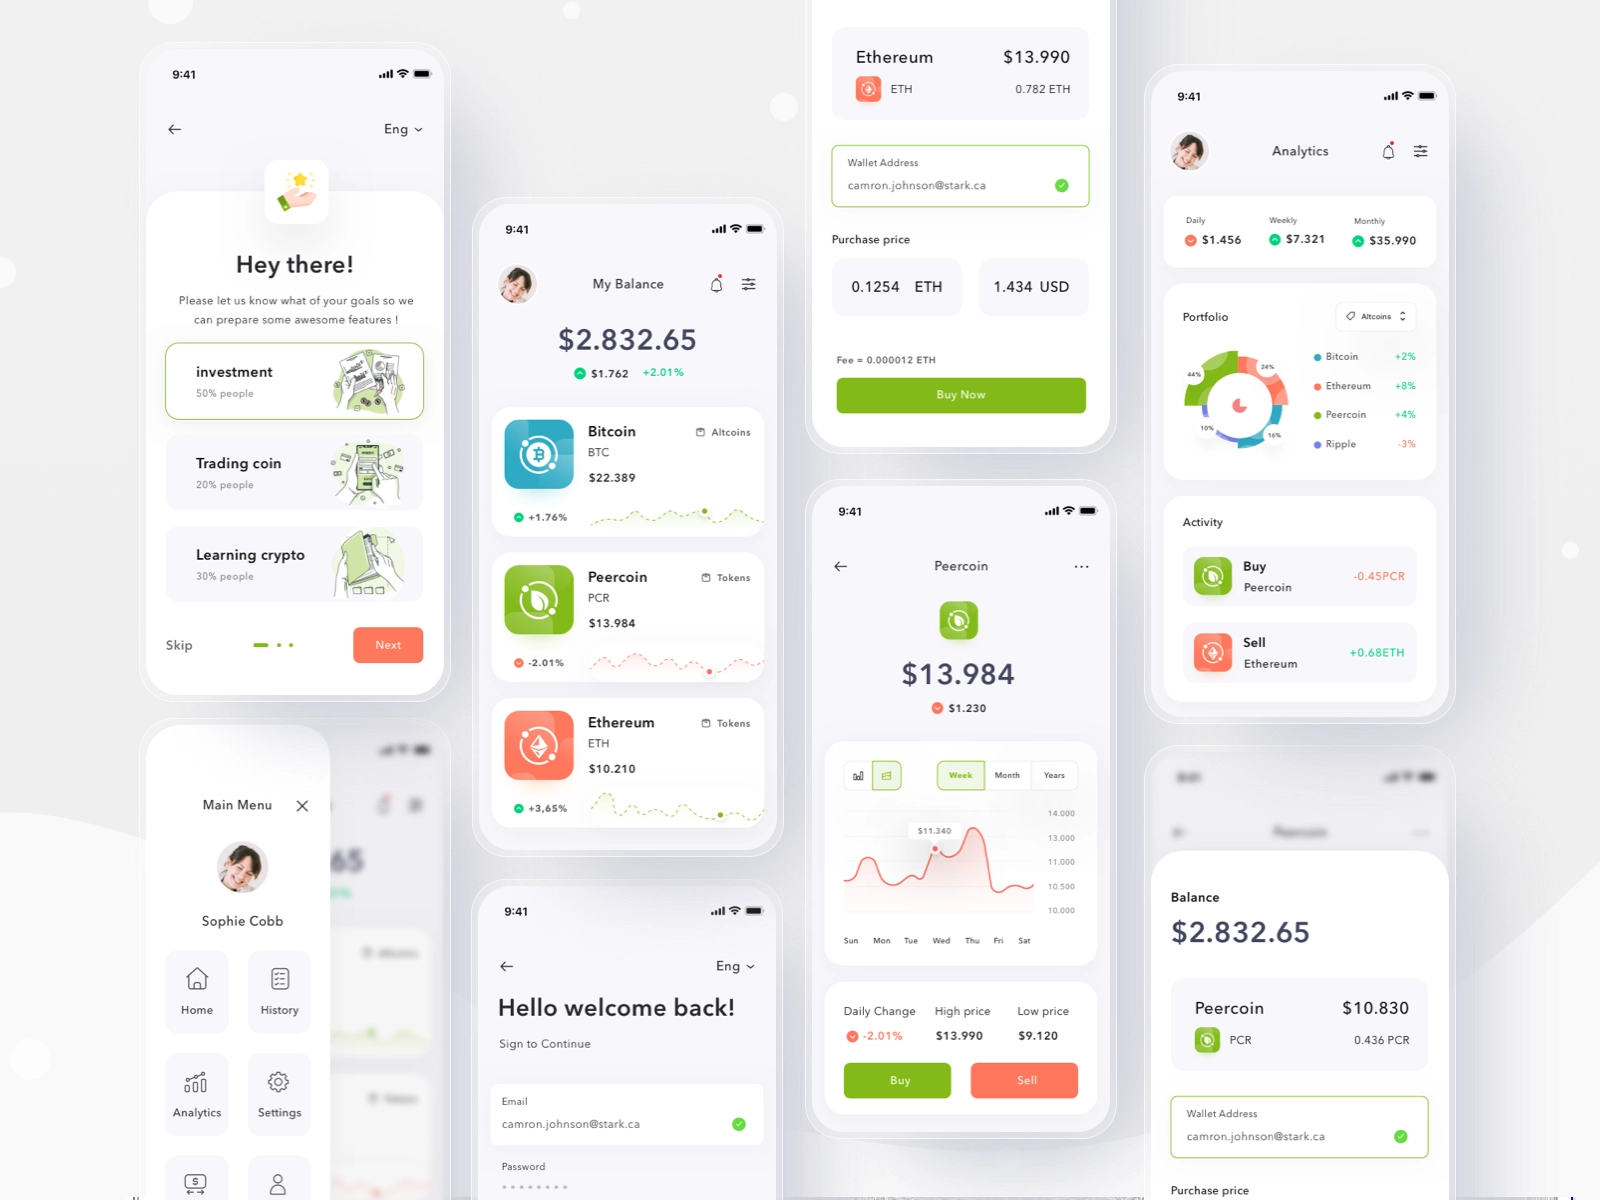 9:41
Eng
Hey there!
Please let us know what of your goals so we
can prepare some awesome features !
investment
50% people
Trading coin
20% people
Learning crypto
30% people
Skip
Next
Main Menu
65
Sophie Cobb
Home
History
Analytics
Settings
9:41
My Balance
$2.832.65
$1.762 +2.01%
Bitcoin
Altcoins
BTC
$22.389
+1.76%
Peercoin
Tokens
PCR
$13.984
-2.01%
Ethereum
Tokens
ETH
$10.210
+3,65%
9:41
Eng
Hello welcome back!
Sign to Continue
Email
camron.johnson@stark.ca
Password
Ethereum $13.990
ETH 0.782 ETH
Wallet Address
camron.johnson@stark.ca
Purchase price
0.1254 ETH 1.434 USD
Fee = 0.000012 ETH
Buy Now
9:41
Peercoin
$13.984
$1.230
Week Month Years
14.000
$11.340
13.000
11.000
10.500
10.000
Sun Mon Tue Wed Thu Fri Sat
Daily Change High price Low price
-2.01% $13.990 $9.120
Buy Sell
9:41
Analytics
Daily Weekly Monthly
$1.456 $7.321 $35.990
Portfolio
Altcoins
44%
24%
10%
16%
Bitcoin +2%
Ethereum +8%
Peercoin +4%
Ripple -3%
Activity
Buy
Peercoin
-0.45PCR
Sell
Ethereum
+0.68ETH
Peercoin
Balance
$2.832.65
Peercoin $10.830
PCR 0.436 PCR
Wallet Address
camron.johnson@stark.ca
Purchase price